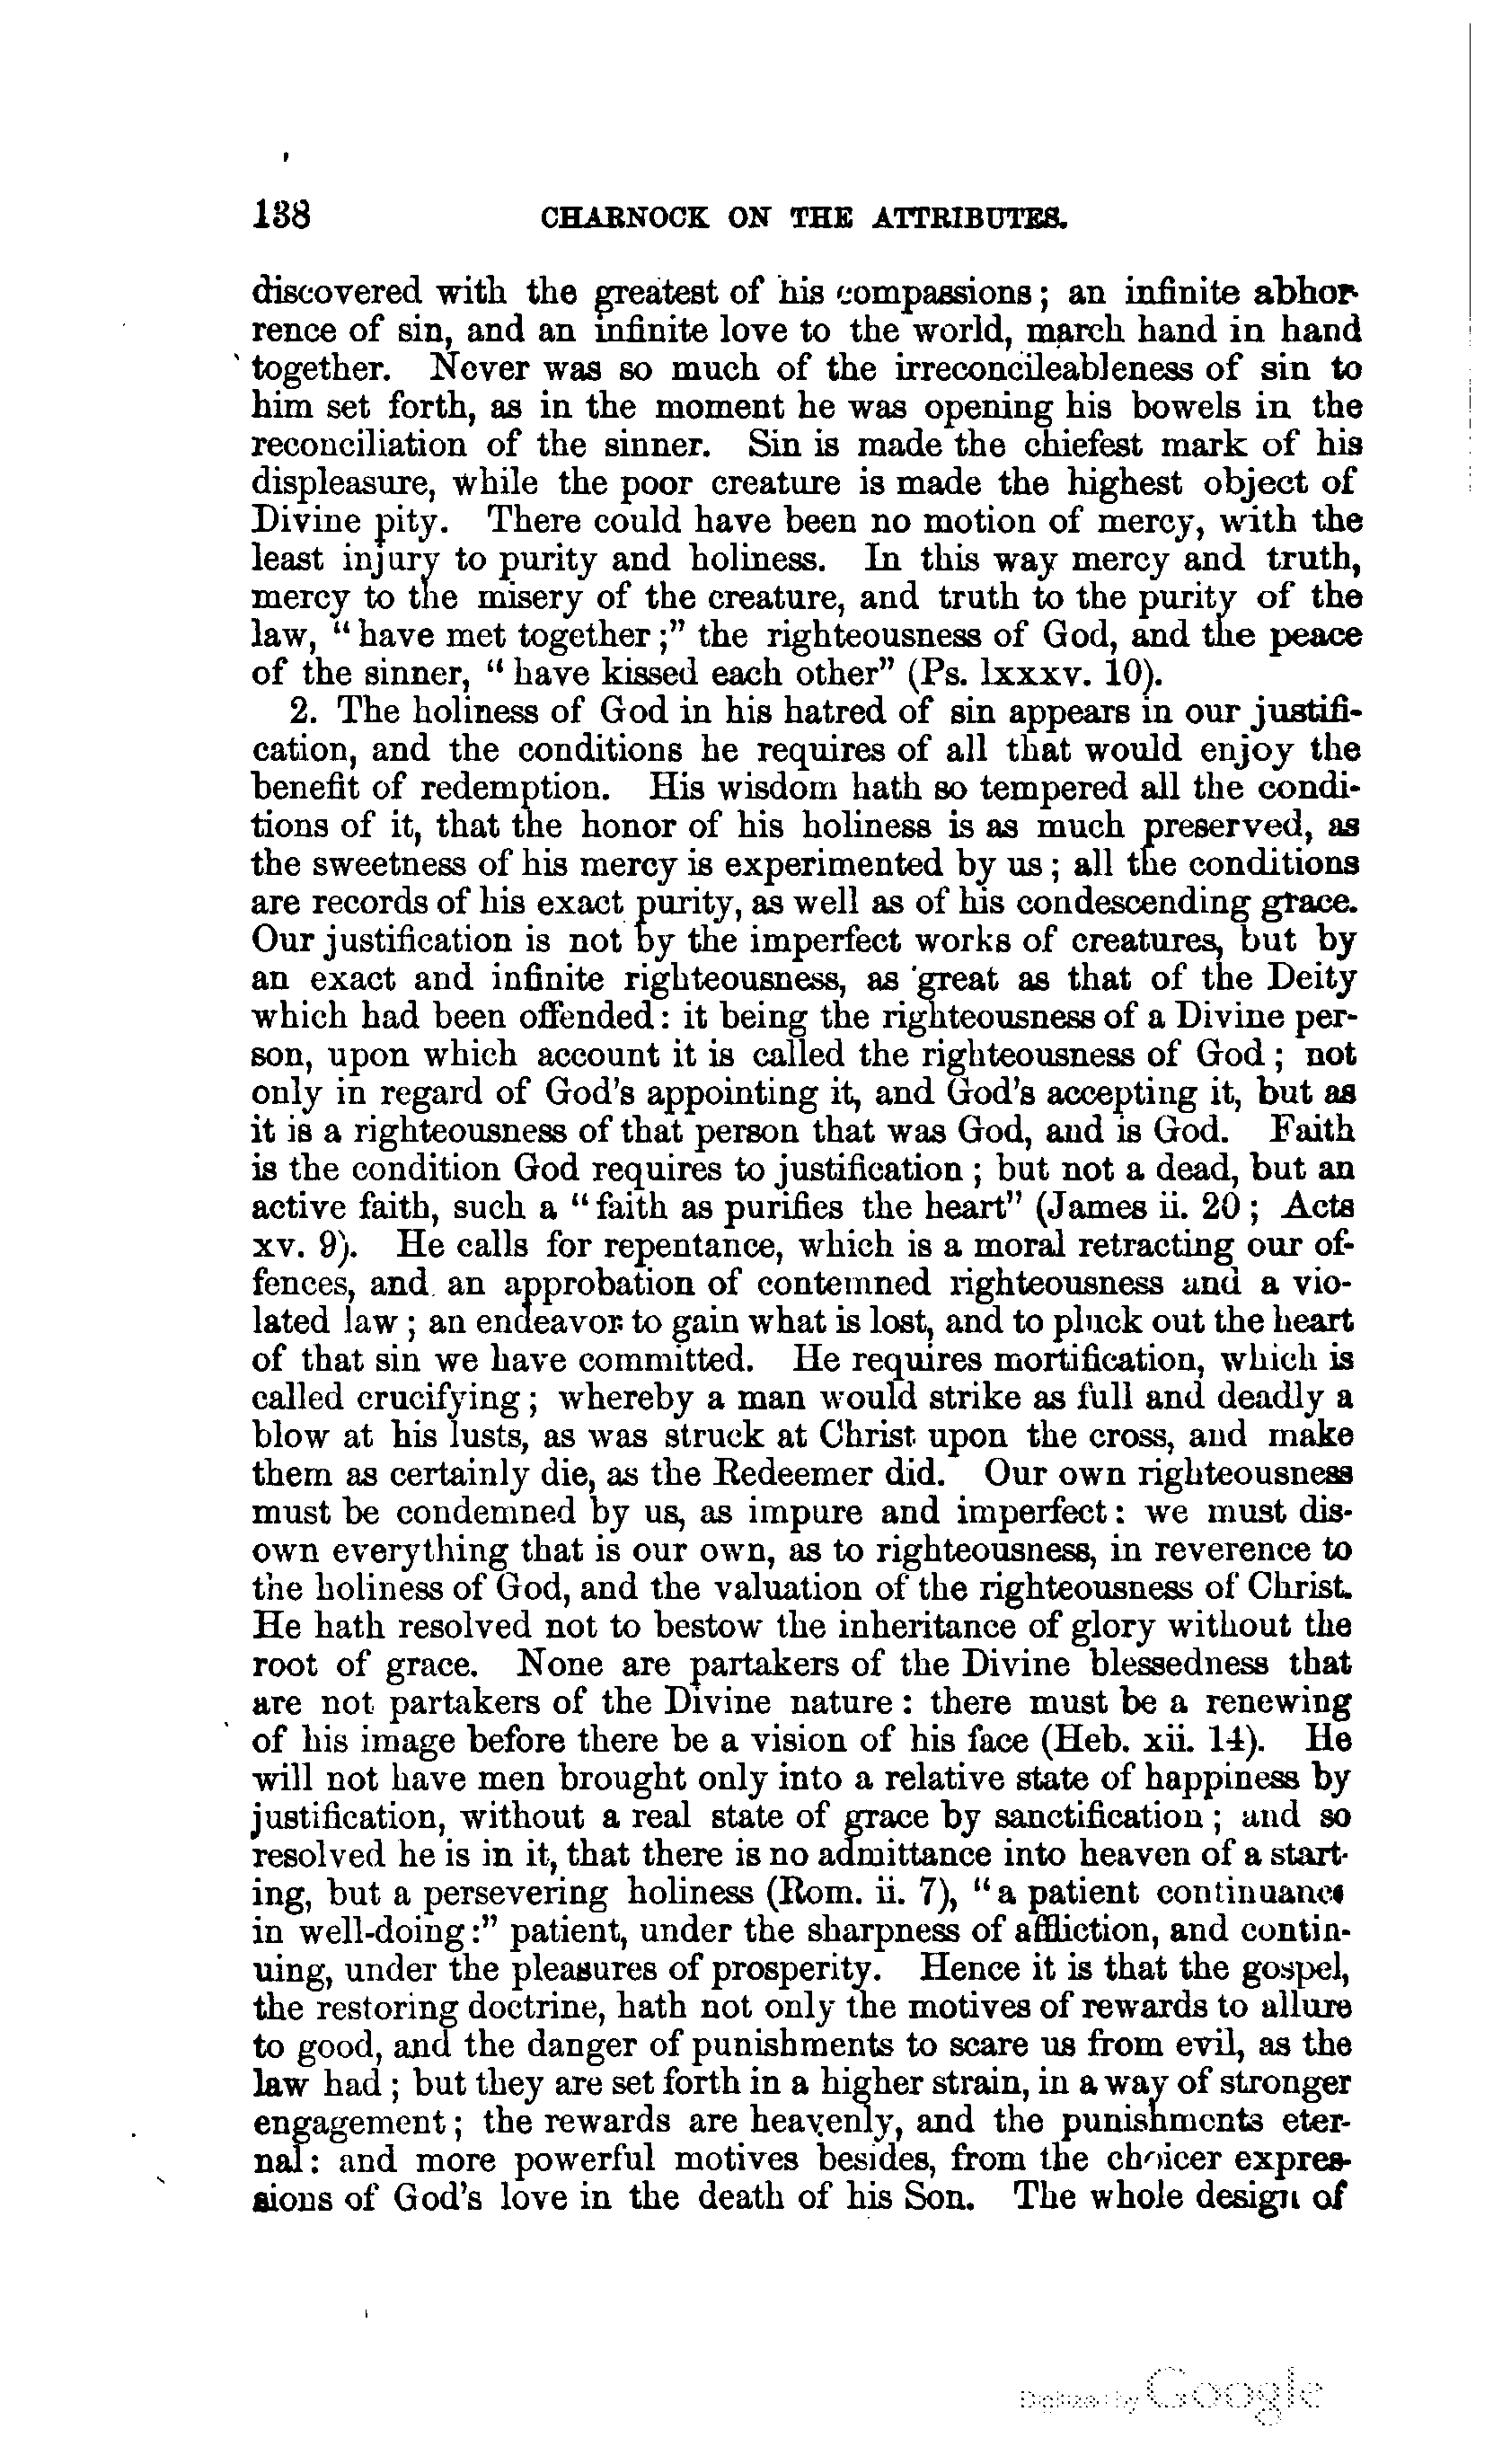 138 CHARNOCK ON THE ATTRIBUTES.
discovered with the greatest of his compassions; an infinite abhor-
rence of sin, and an infinite love to the world, march hand in hand
together. Never was so much of the irreconcileableness of sin to
him set forth, as in the moment he was opening his bowels in the
reconciliation of the sinner. Sin is made the chiefest mark of his
displeasure, while the poor creature is made the highest object of
Divine pity. There could have been no motion of mercy, with the
least injury to purity and holiness. In this way mercy and truth,
mercy to the misery of the creature, and truth to the purity of the
law, "have met together;" the righteousness of God, and the peace
of the sinner, "have kissed each other" (Ps. lxxxv. 10).
2. The holiness of God in his hatred of sin appears in our justifi-
cation, and the conditions he requires of all that would enjoy the
benefit of redemption. His wisdom hath so tempered all the condi-
tions of it, that the honor of his holiness is as much preserved, as
the sweetness of his mercy is experimented by us; all the conditions
are records of his exact purity, as well as of his condescending grace.
Our justification is not by the imperfect works of creatures, but by
an exact and infinite righteousness, as great as that of the Deity
which had been offended: it being the righteousness of a Divine per-
son, upon which account it is called the righteousness of God; not
only in regard of God's appointing it, and God's accepting it, but as
it is a righteousness of that person that was God, and is God. Faith
is the condition God requires to justification; but not a dead, but an
active faith, such a "faith as purifies the heart" (James ii. 20; Acts
xv. 9). He calls for repentance, which is a moral retracting our of-
fences, and an approbation of contemned righteousness and a vio-
lated law; an endeavor to gain what is lost, and to pluck out the heart
of that sin we have committed. He requires mortification, which is
called crucifying; whereby a man would strike as full and deadly a
blow at his lusts, as was struck at Christ upon the cross, and make
them as certainly die, as the Redeemer did. Our own righteousness
must be condemned by us, as impure and imperfect: we must dis-
own everything that is our own, as to righteousness, in reverence to
the holiness of God, and the valuation of the righteousness of Christ.
He hath resolved not to bestow the inheritance of glory without the
root of grace. None are partakers of the Divine blessedness that
are not partakers of the Divine nature: there must be a renewing
of his image before there be a vision of his face (Heb. xii. 14). He
will not have men brought only into a relative state of happiness by
justification, without a real state of grace by sanctification; and so
resolved he is in it, that there is no admittance into heaven of a start-
ing, but a persevering holiness (Rom. ii. 7), "a patient continuance
in well-doing:" patient, under the sharpness of affliction, and contin-
uing, under the pleasures of prosperity. Hence it is that the gospel,
the restoring doctrine, hath not only the motives of rewards to allure
to good, and the danger of punishments to scare us from evil, as the
law had; but they are set forth in a higher strain, in a way of stronger
engagement; the rewards are heavenly, and the punishments eter-
nal: and more powerful motives besides, from the choicer expres-
sions of God's love in the death of his Son. The whole design of
Digitized by Google